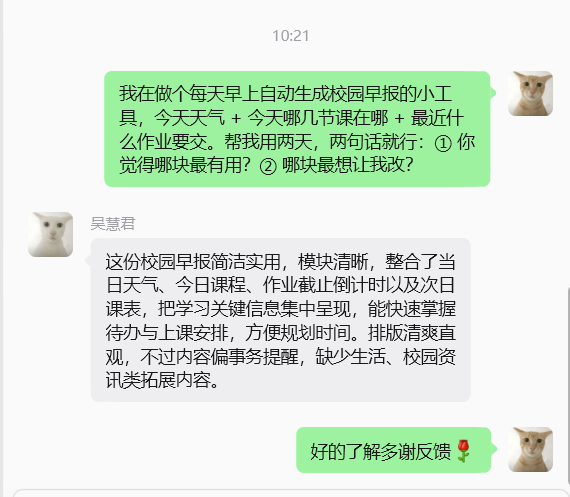 10:21
我在做个每天早上自动生成校园早报的小工
具，今天天气 + 今天哪几节课在哪 + 最近什
么作业要交。帮我用两天，两句话就行：① 你
觉得哪块最有用？② 哪块最想让我改？
吴慧君
这份校园早报简洁实用，模块清晰，整合了当
日天气、今日课程、作业截止倒计时以及次日
课表，把学习关键信息集中呈现，能快速掌握
待办与上课安排，方便规划时间。排版清爽直
观，不过内容偏事务提醒，缺少生活、校园资
讯类拓展内容。
好的了解多谢反馈🌹